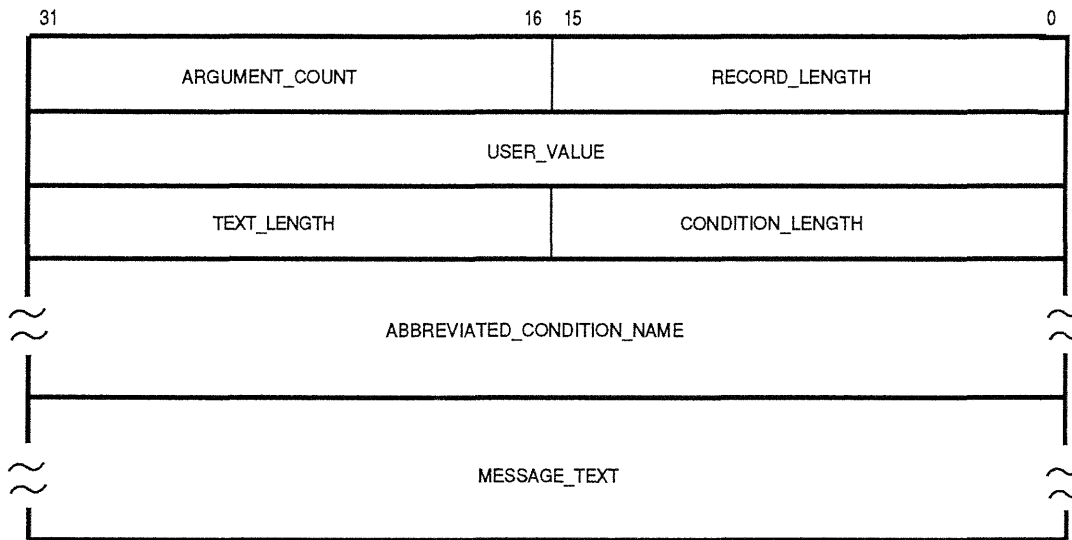 31 16 15 0
ARGUMENT_COUNT RECORD_LENGTH
USER_VALUE
TEXT_LENGTH CONDITION_LENGTH
ABBREVIATED_CONDITION_NAME
MESSAGE_TEXT